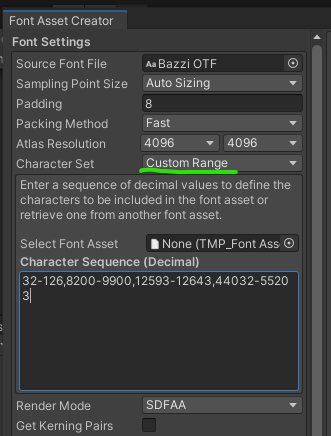 Font Asset Creator
Font Settings
Source Font File Aa Bazzi OTF
Sampling Point Size Auto Sizing
Padding 8
Packing Method Fast
Atlas Resolution 4096 4096
Character Set Custom Range
Enter a sequence of decimal values to define the
characters to be included in the font asset or
retrieve one from another font asset.
Select Font Asset None (TMP_Font Ass
Character Sequence (Decimal)
32-126,8200-9900,12593-12643,44032-5520
3
Render Mode SDFAA
Get Kerning Pairs